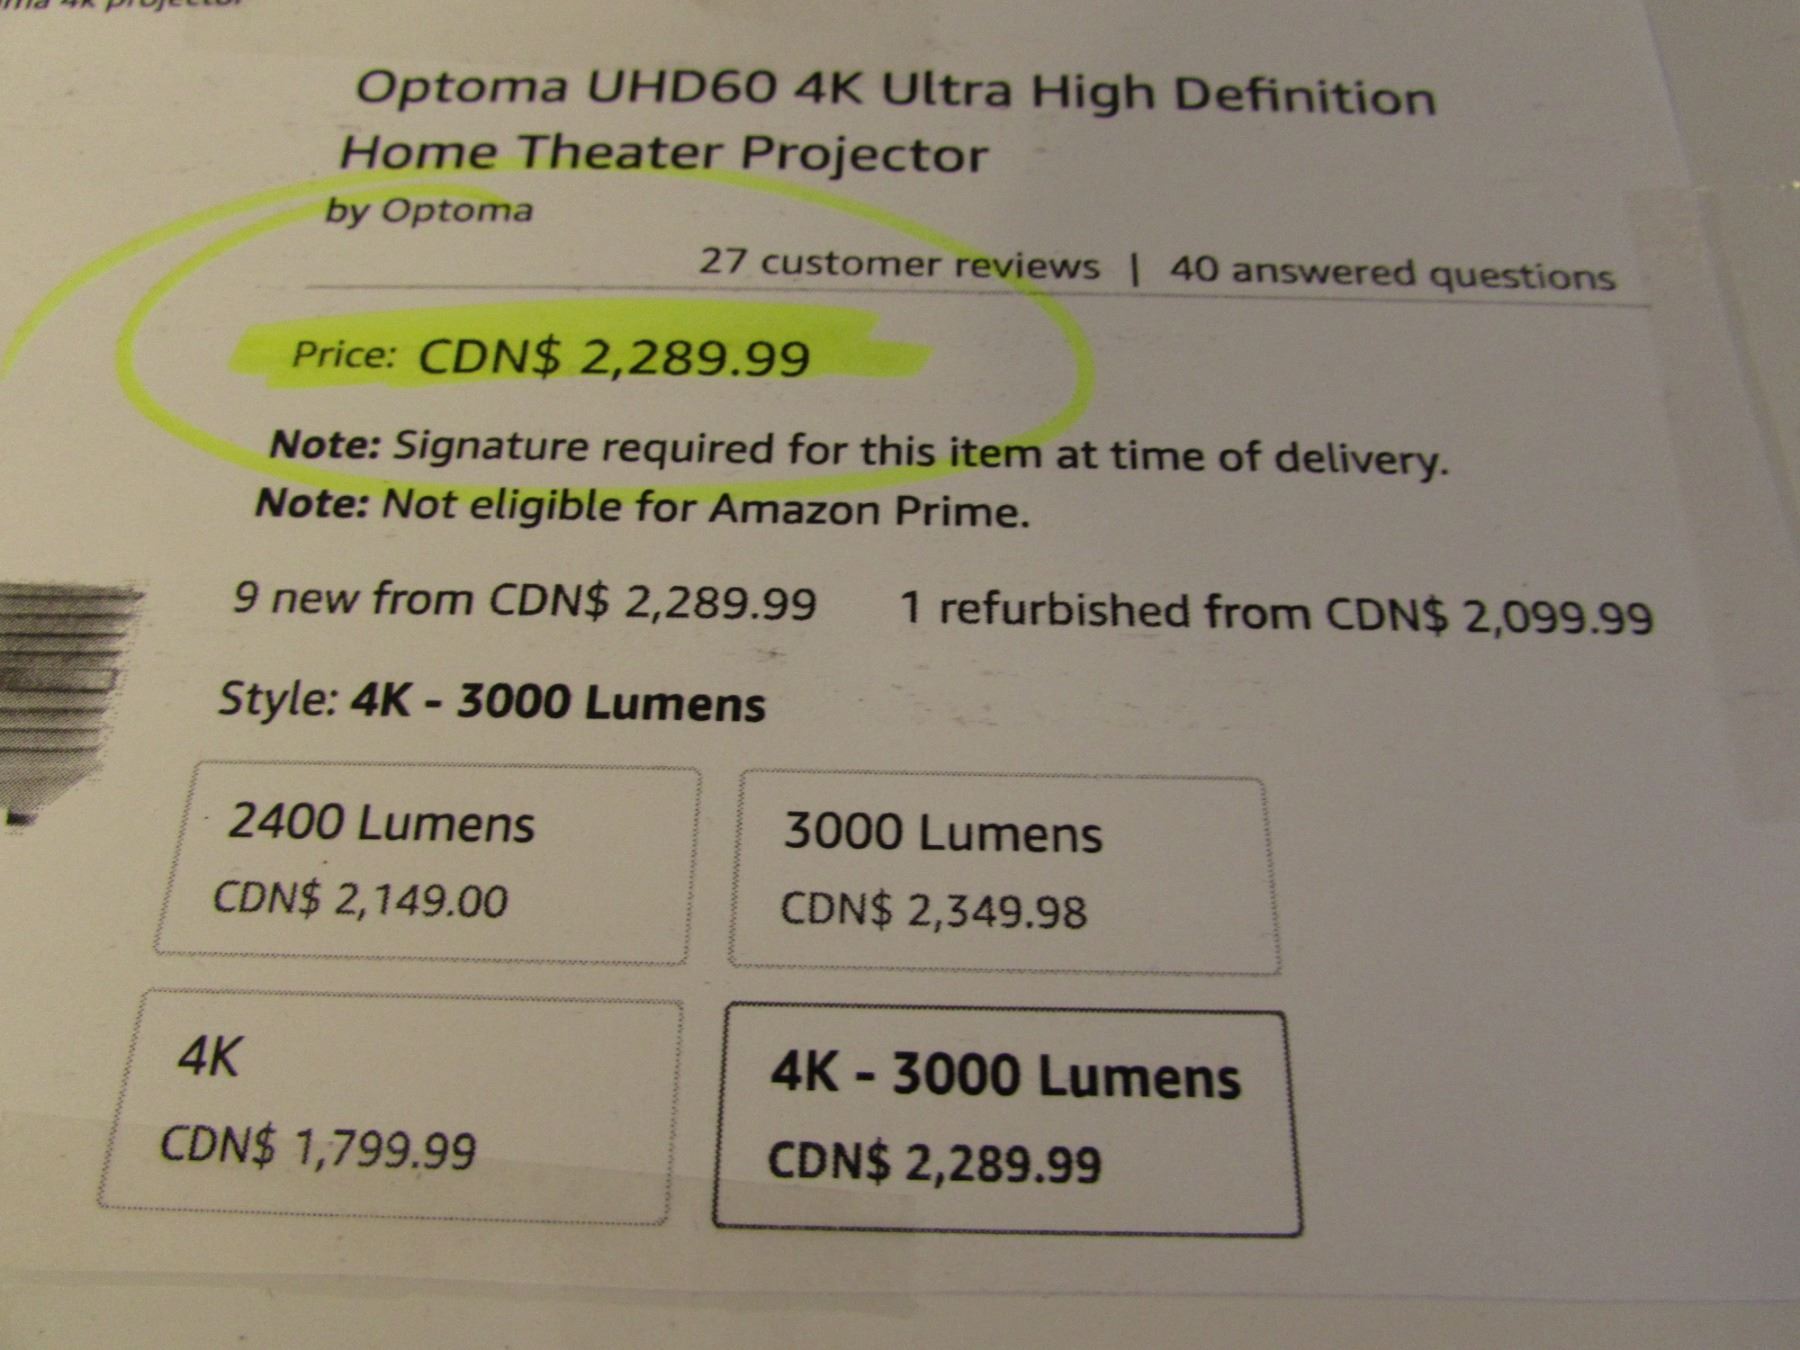 4k projector
Optoma UHD60 4K Ultra High Definition
Home Theater Projector
by Optoma
27 customer reviews | 40 answered questions
Price: CDN$ 2,289.99
Note: Signature required for this item at time of delivery.
Note: Not eligible for Amazon Prime.
9 new from CDN$ 2,289.99 1 refurbished from CDN$ 2,099.99
Style: 4K - 3000 Lumens
2400 Lumens
CDN$ 2,149.00
3000 Lumens
CDN$ 2,349.98
4K
CDN$ 1,799.99
4K - 3000 Lumens
CDN$ 2,289.99